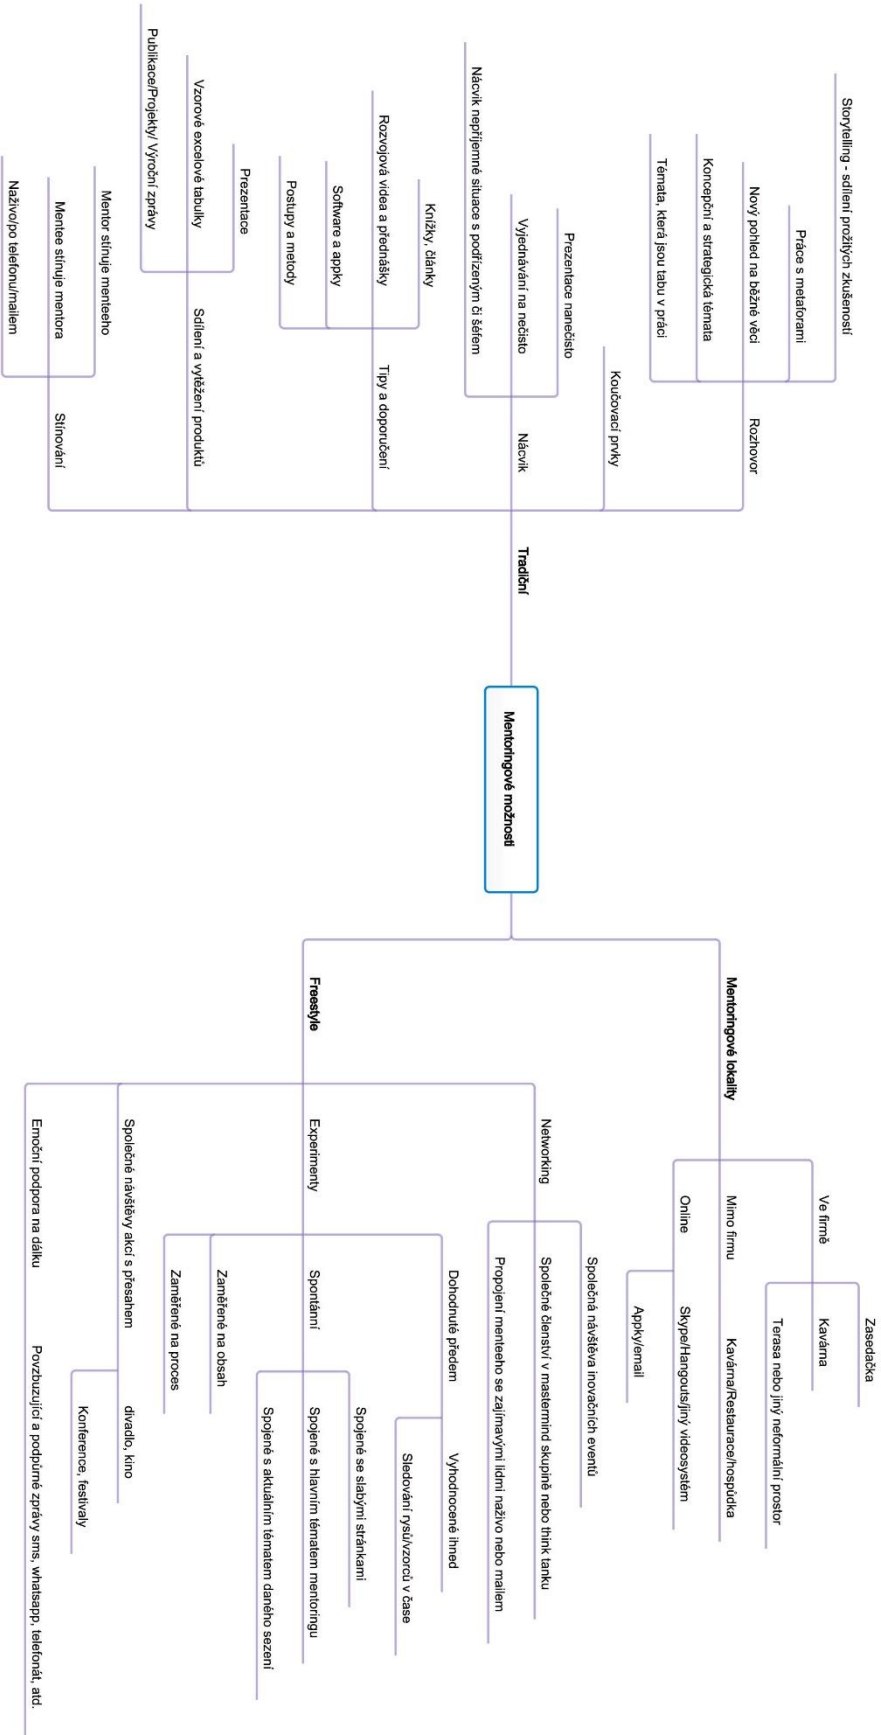 Mentoringové možnosti
Tradiční
Rozhovor
Storytelling - sdílení prožitých zkušeností
Práce s metaforami
Nový pohled na běžné věci
Koncepční a strategická témata
Témata, která jsou tabu v práci
Koučovací prvky
Nácvik
Prezentace nanečisto
Vyjednávání na nečisto
Nácvik nepříjemné situace s podřízeným či šéfem
Tipy a doporučení
Knížky, články
Rozvojová videa a přednášky
Software a appky
Postupy a metody
Sdílení a vytěžení produktů
Prezentace
Vzorové excelové tabulky
Publikace/Projekty/ Výroční zprávy
Stínování
Mentor stínuje menteeho
Mentee stínuje mentora
Naživo/po telefonu/mailem
Mentoringové lokality
Ve firmě
Zasedačka
Kavárna
Terasa nebo jiný neformální prostor
Mimo firmu
Kavárna/Restaurace/hospůdka
Online
Skype/Hangouts/jiný videosystém
Appky/email
Freestyle
Networking
Společná návštěva inovačních eventů
Společné členství v mastermind skupině nebo think tanku
Propojení menteeho se zajímavými lidmi naživo nebo mailem
Experimenty
Dohodnuté předem
Vyhodnocené ihned
Sledování rysů/vzorců v čase
Spontánní
Spojené se slabými stránkami
Spojené s hlavním tématem mentoringu
Spojené s aktuálním tématem daného sezení
Zaměřené na obsah
Zaměřené na proces
Společné návštěvy akcí s přesahem
divadlo, kino
Konference, festivaly
Emoční podpora na dálku
Povzbuzující a podpůrné zprávy sms, whatsapp, telefonát, atd.